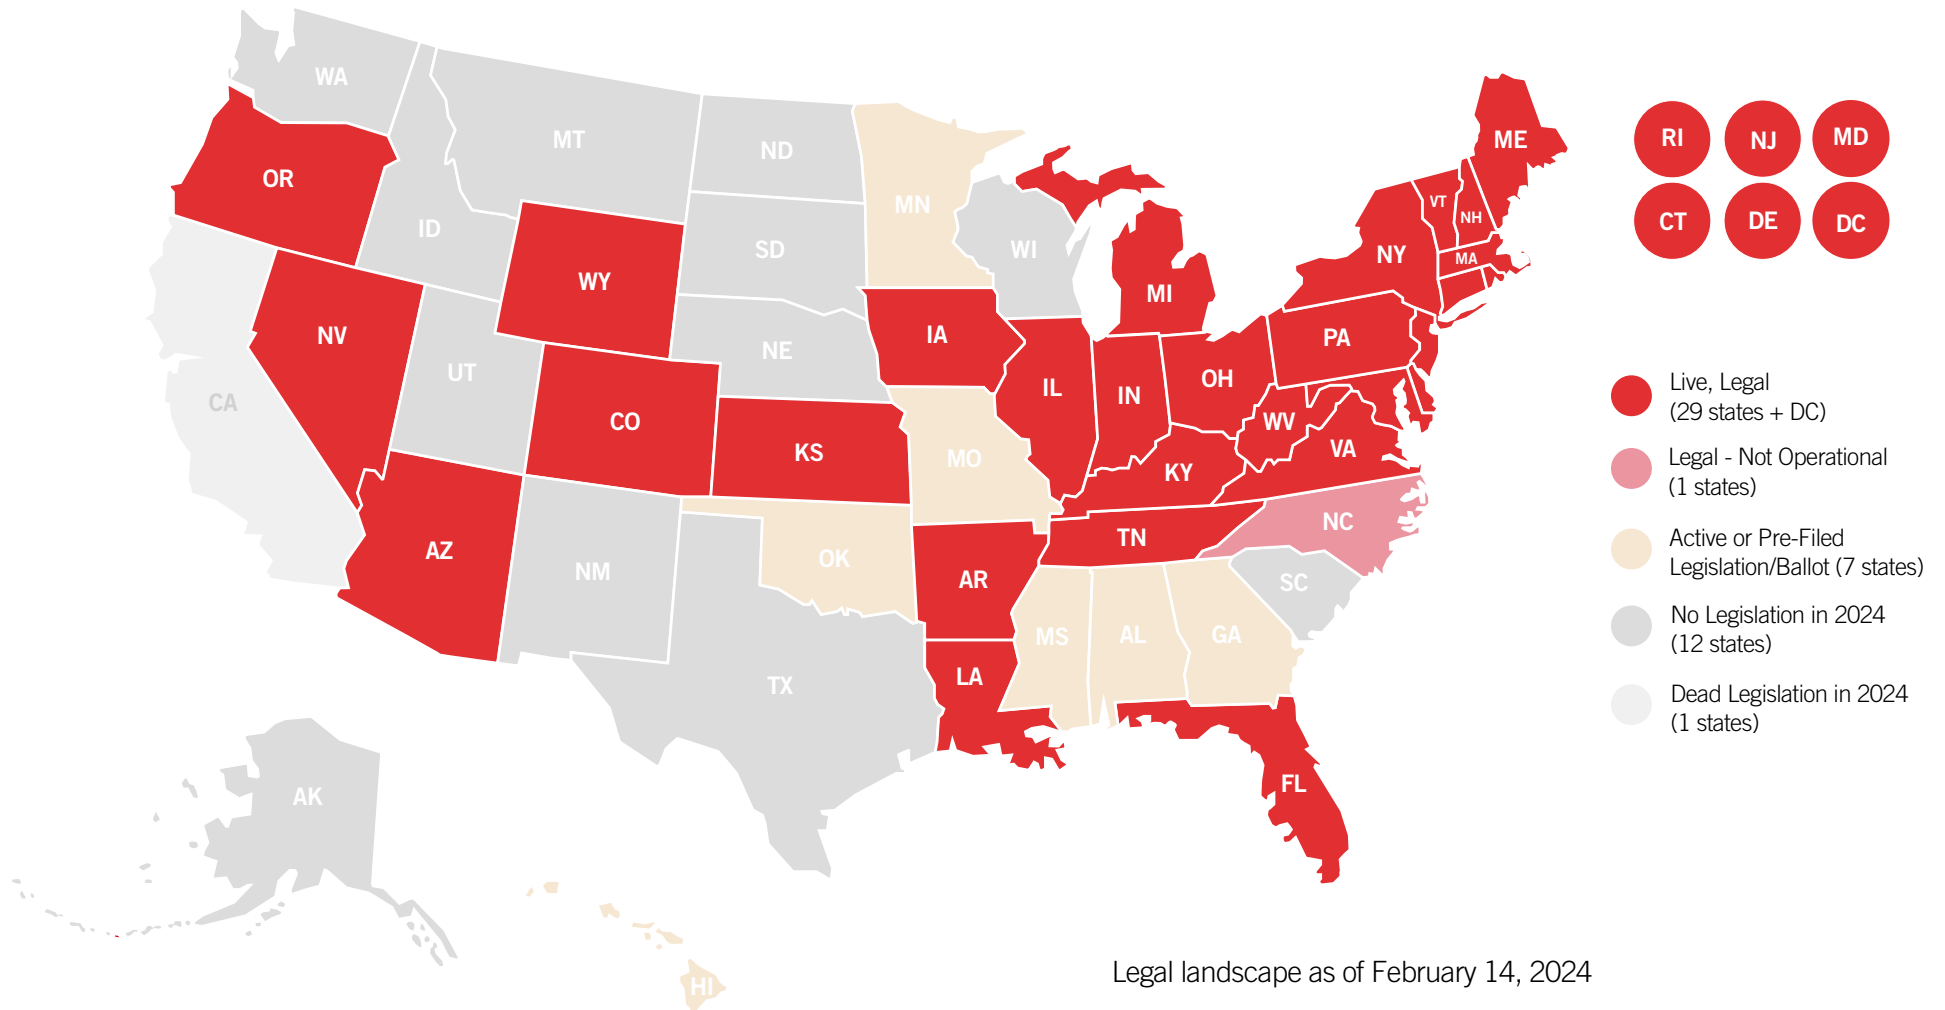 WA
MT
ND
OR
MN
ID
SD
WI
WY
NV
NE
IA
UT
CA
CO
KS
MO
IL
IN
OH
MI
PA
NY
VT
NH
MA
ME
WV
VA
KY
NC
TN
AZ
NM
OK
AR
SC
MS
AL
GA
TX
LA
FL
AK
HI
RI
NJ
MD
CT
DE
DC
Live, Legal
(29 states + DC)
Legal - Not Operational
(1 states)
Active or Pre-Filed
Legislation/Ballot (7 states)
No Legislation in 2024
(12 states)
Dead Legislation in 2024
(1 states)
Legal landscape as of February 14, 2024